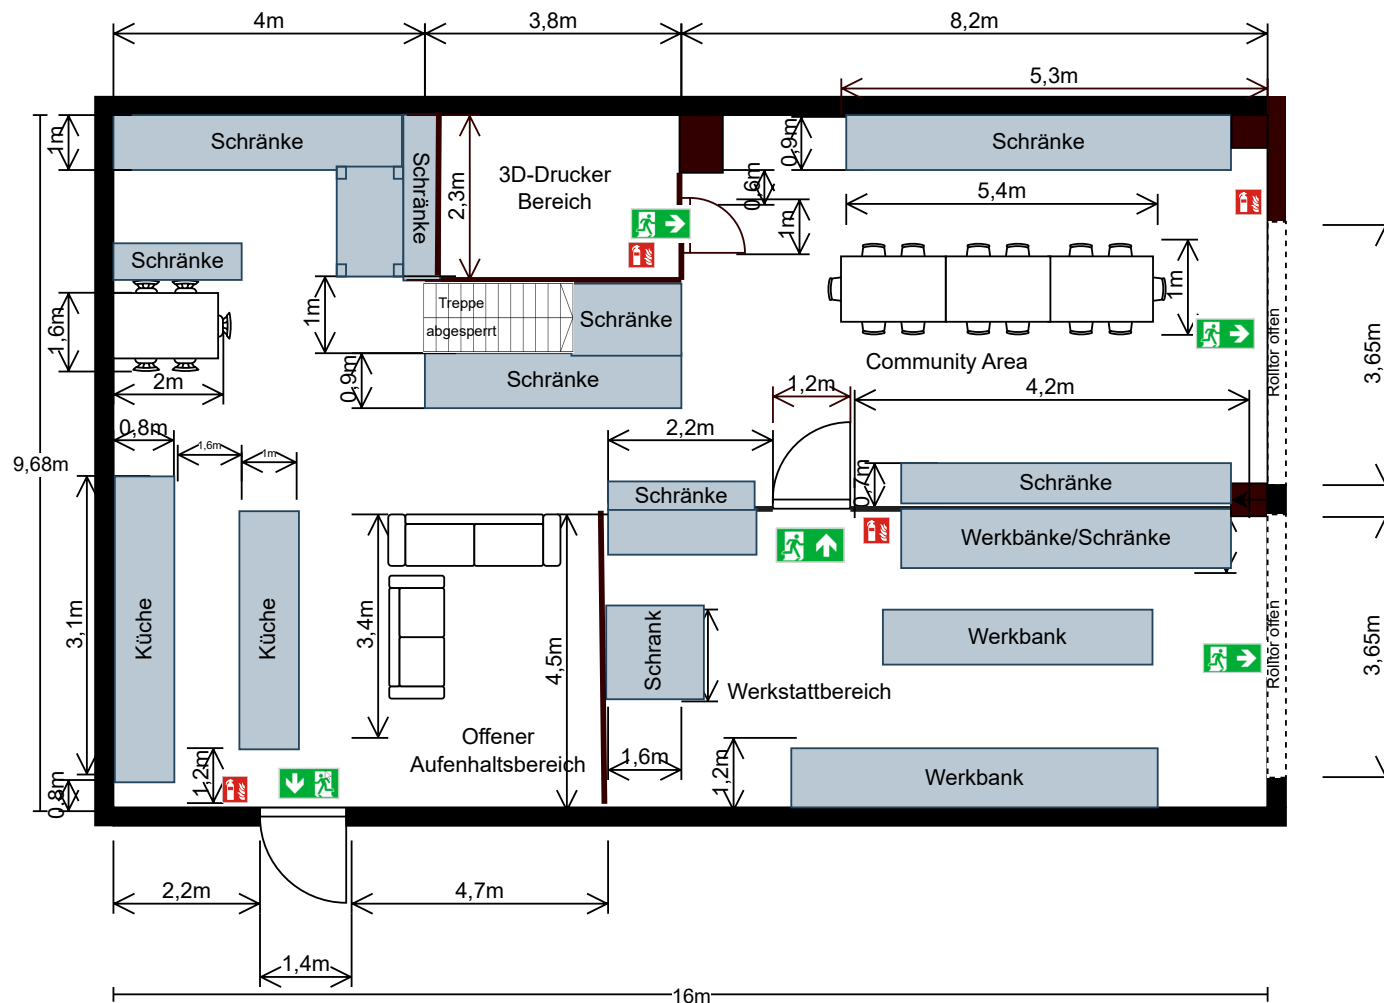 4m
3,8m
8,2m
5,3m
1m
Schränke
Schränke
2,3m
3D-Drucker
Bereich
0,6m
1m
0,9m
Schränke
5,4m
1m
Schränke
1,6m
2m
1m
Treppe
abgesperrt
Schränke
0,9m
Schränke
Community Area
1,2m
4,2m
Rolltor offen
3,65m
9,68m
0,8m
1,6m
1m
2,2m
Schränke
0,7m
Schränke
Werkbänke/Schränke
3,1m
Küche
Küche
3,4m
4,5m
Schrank
Werkbank
Werkstattbereich
Rolltor offen
3,65m
Offener
Aufenthaltsbereich
1,6m
1,2m
Werkbank
0,8m
1,2m
2,2m
4,7m
1,4m
16m